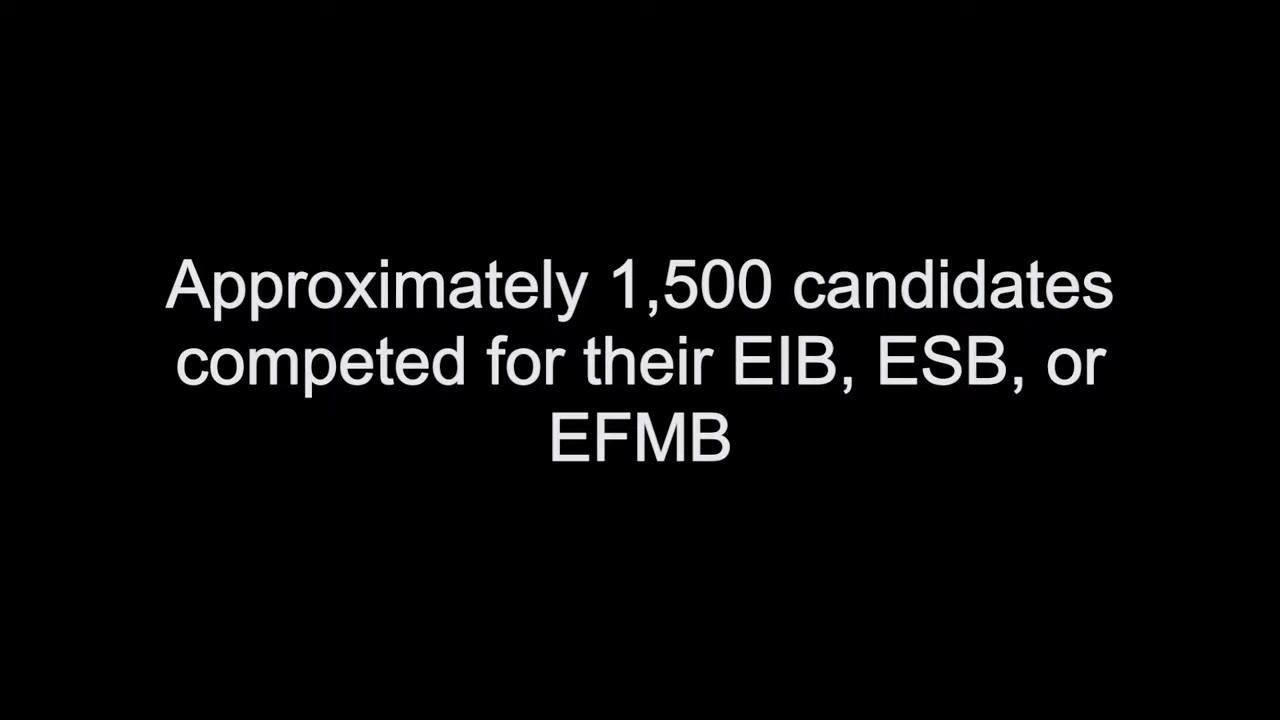 Approximately 1,500 candidates
competed for their EIB, ESB, or
EFMB